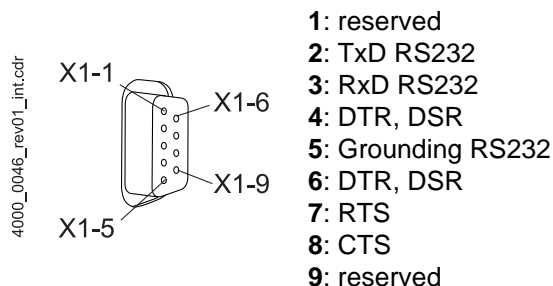 4000_0046_rev01_int.cdr
X1-1
X1-6
X1-9
X1-5
1: reserved
2: TxD RS232
3: RxD RS232
4: DTR, DSR
5: Grounding RS232
6: DTR, DSR
7: RTS
8: CTS
9: reserved